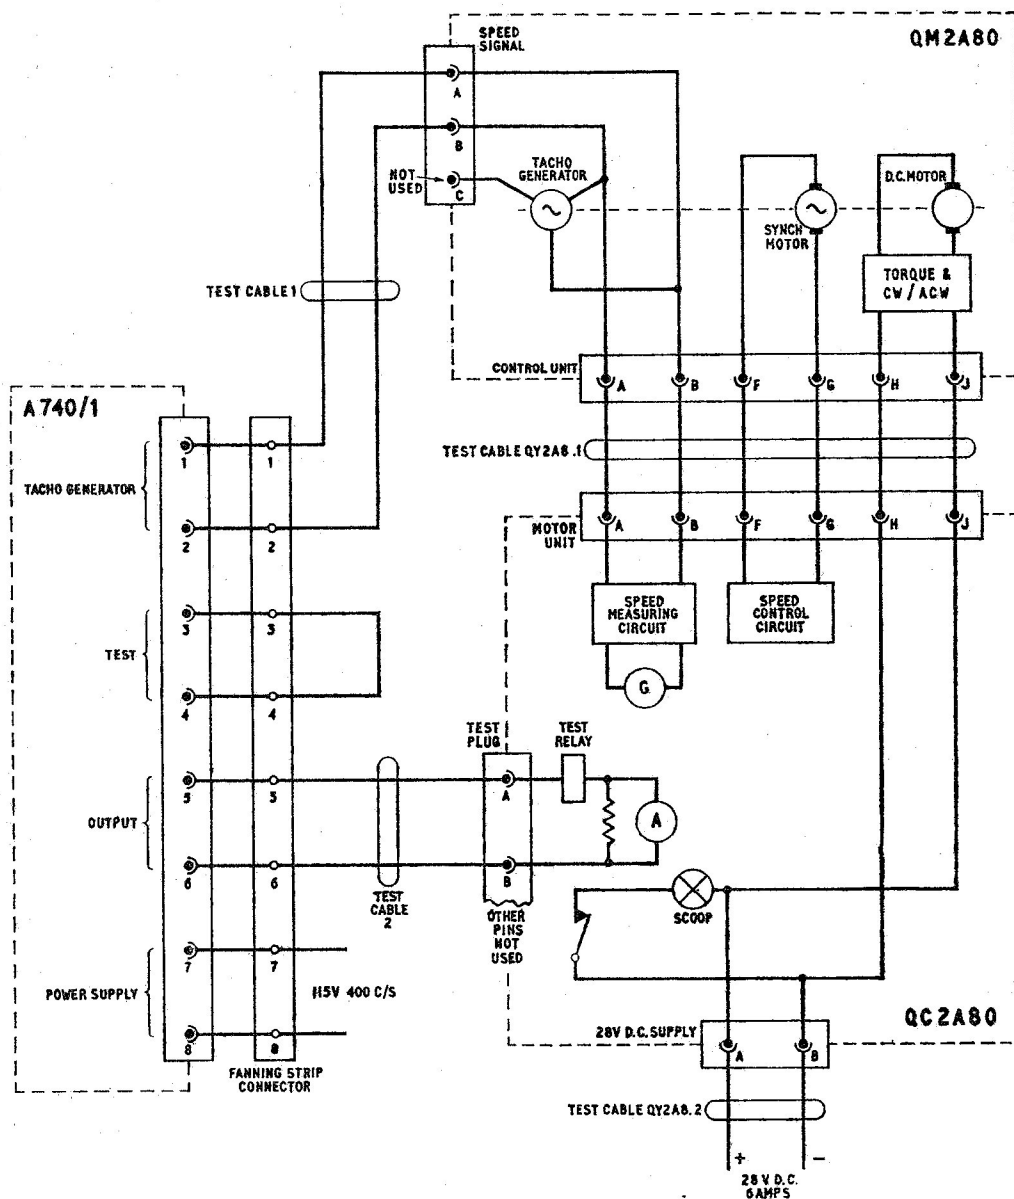 QM2A80
SPEED
SIGNAL
A
B
C
NOT
USED
TACHO
GENERATOR
SYNCH
MOTOR
D.C. MOTOR
TORQUE &
CW / ACW
TEST CABLE 1
CONTROL UNIT
A
B
F
G
H
J
TEST CABLE QY2A8.1
MOTOR
UNIT
A
B
F
G
H
J
SPEED
MEASURING
CIRCUIT
SPEED
CONTROL
CIRCUIT
G
A740/1
TACHO GENERATOR
1
1
2
2
TEST
3
3
4
4
OUTPUT
5
5
6
6
POWER SUPPLY
7
7
8
8
115V 400 C/S
FANNING STRIP
CONNECTOR
TEST
CABLE
2
TEST
PLUG
A
B
OTHER
PINS
NOT
USED
TEST
RELAY
A
SCOOP
QC2A80
28V D.C. SUPPLY
A
B
TEST CABLE QY2A8.2
+
−
28 V D.C.
6 AMPS